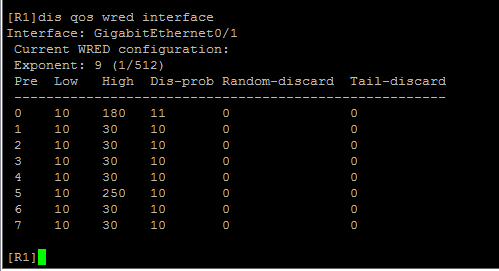 [R1]dis qos wred interface
Interface: GigabitEthernet0/1
 Current WRED configuration:
 Exponent: 9 (1/512)
 Pre  Low   High  Dis-prob Random-discard  Tail-discard
 -------------------------------------------------------
 0    10    180   11       0               0
 1    10    30    10       0               0
 2    10    30    10       0               0
 3    10    30    10       0               0
 4    10    30    10       0               0
 5    10    250   10       0               0
 6    10    30    10       0               0
 7    10    30    10       0               0
[R1]